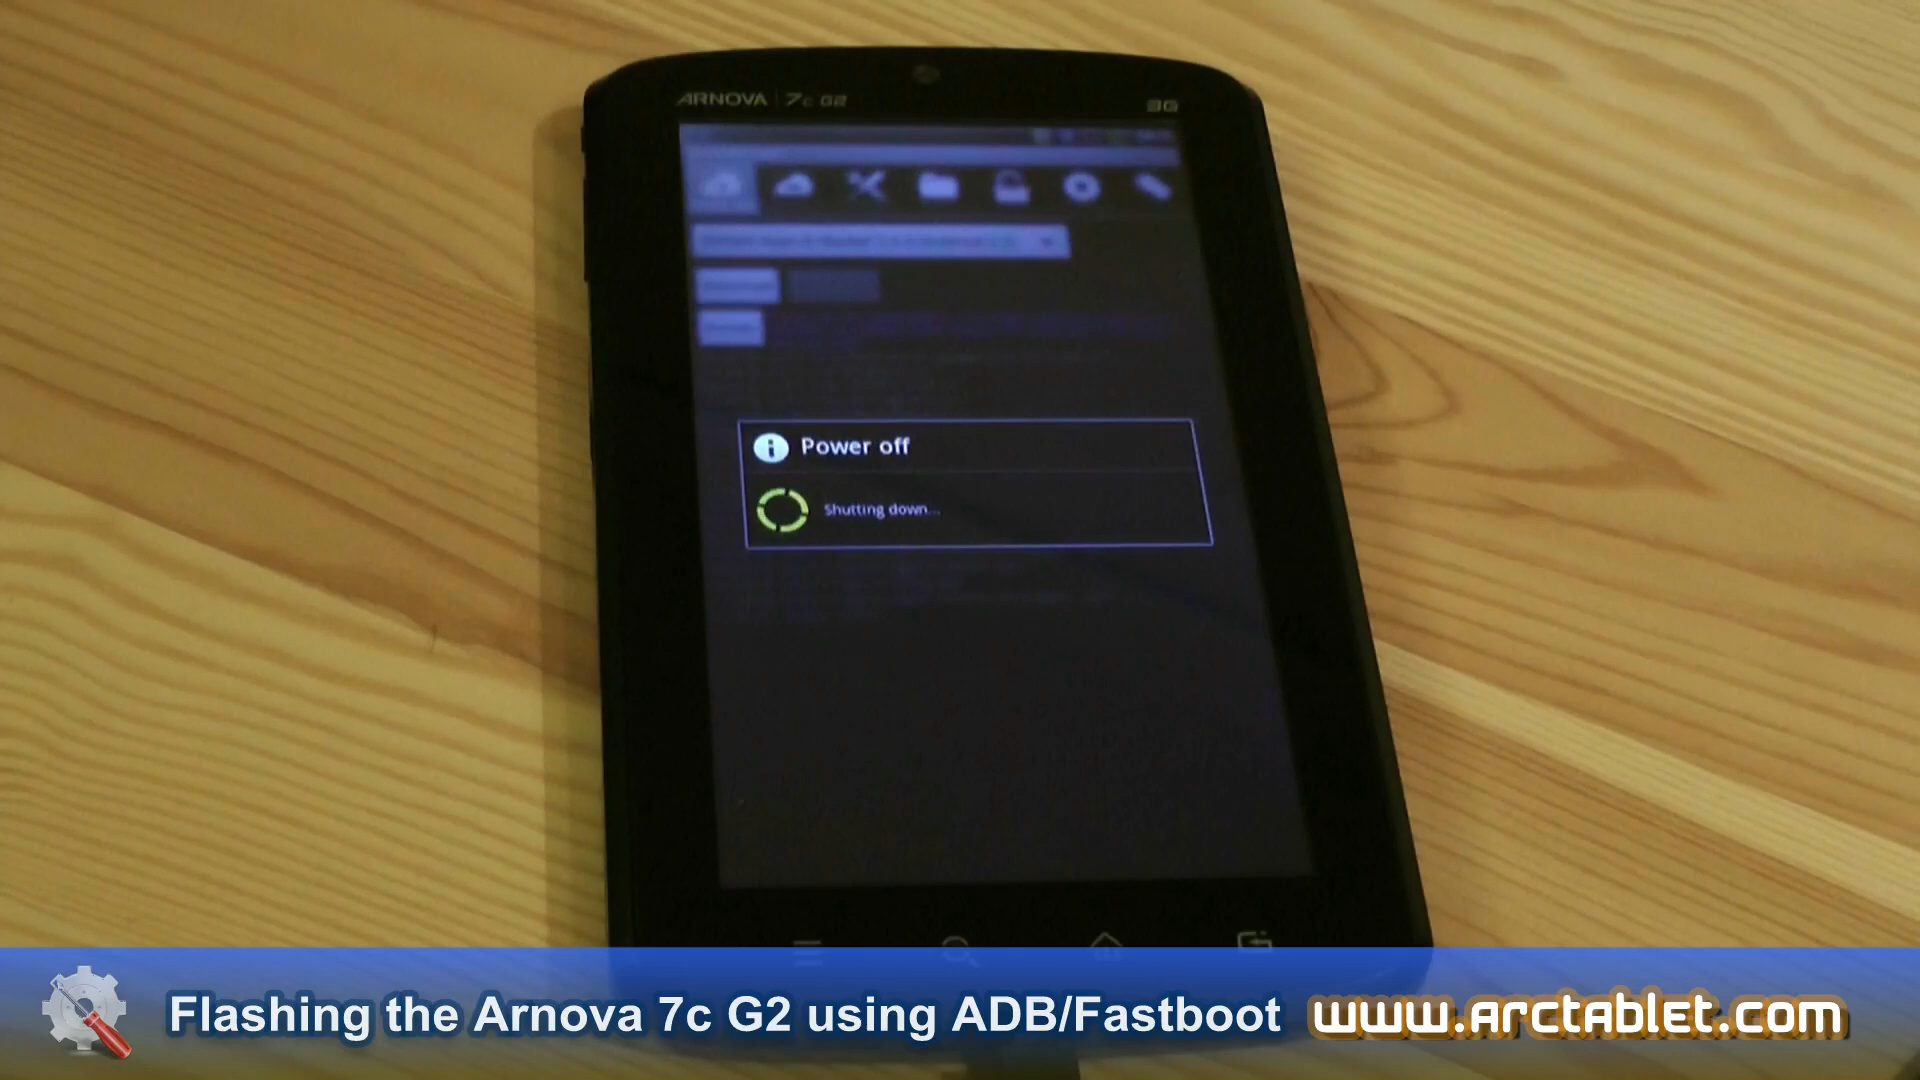 ARNOVA 7c G2
3G
Power off
Shutting down...
Flashing the Arnova 7c G2 using ADB/Fastboot
www.arctablet.com